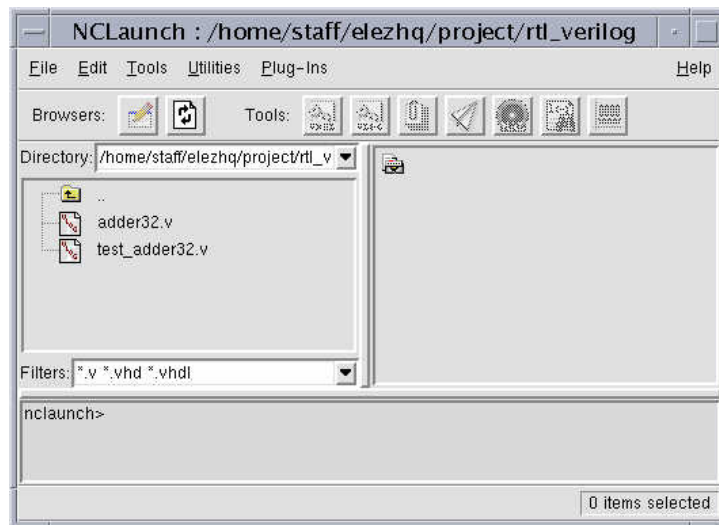 NCLaunch : /home/staff/elezhq/project/rtl_verilog
File Edit Tools Utilities Plug-Ins Help
Browsers: Tools:
Directory: /home/staff/elezhq/project/rtl_v
..
adder32.v
test_adder32.v
Filters: *.v *.vhd *.vhdl
nclaunch>
0 items selected